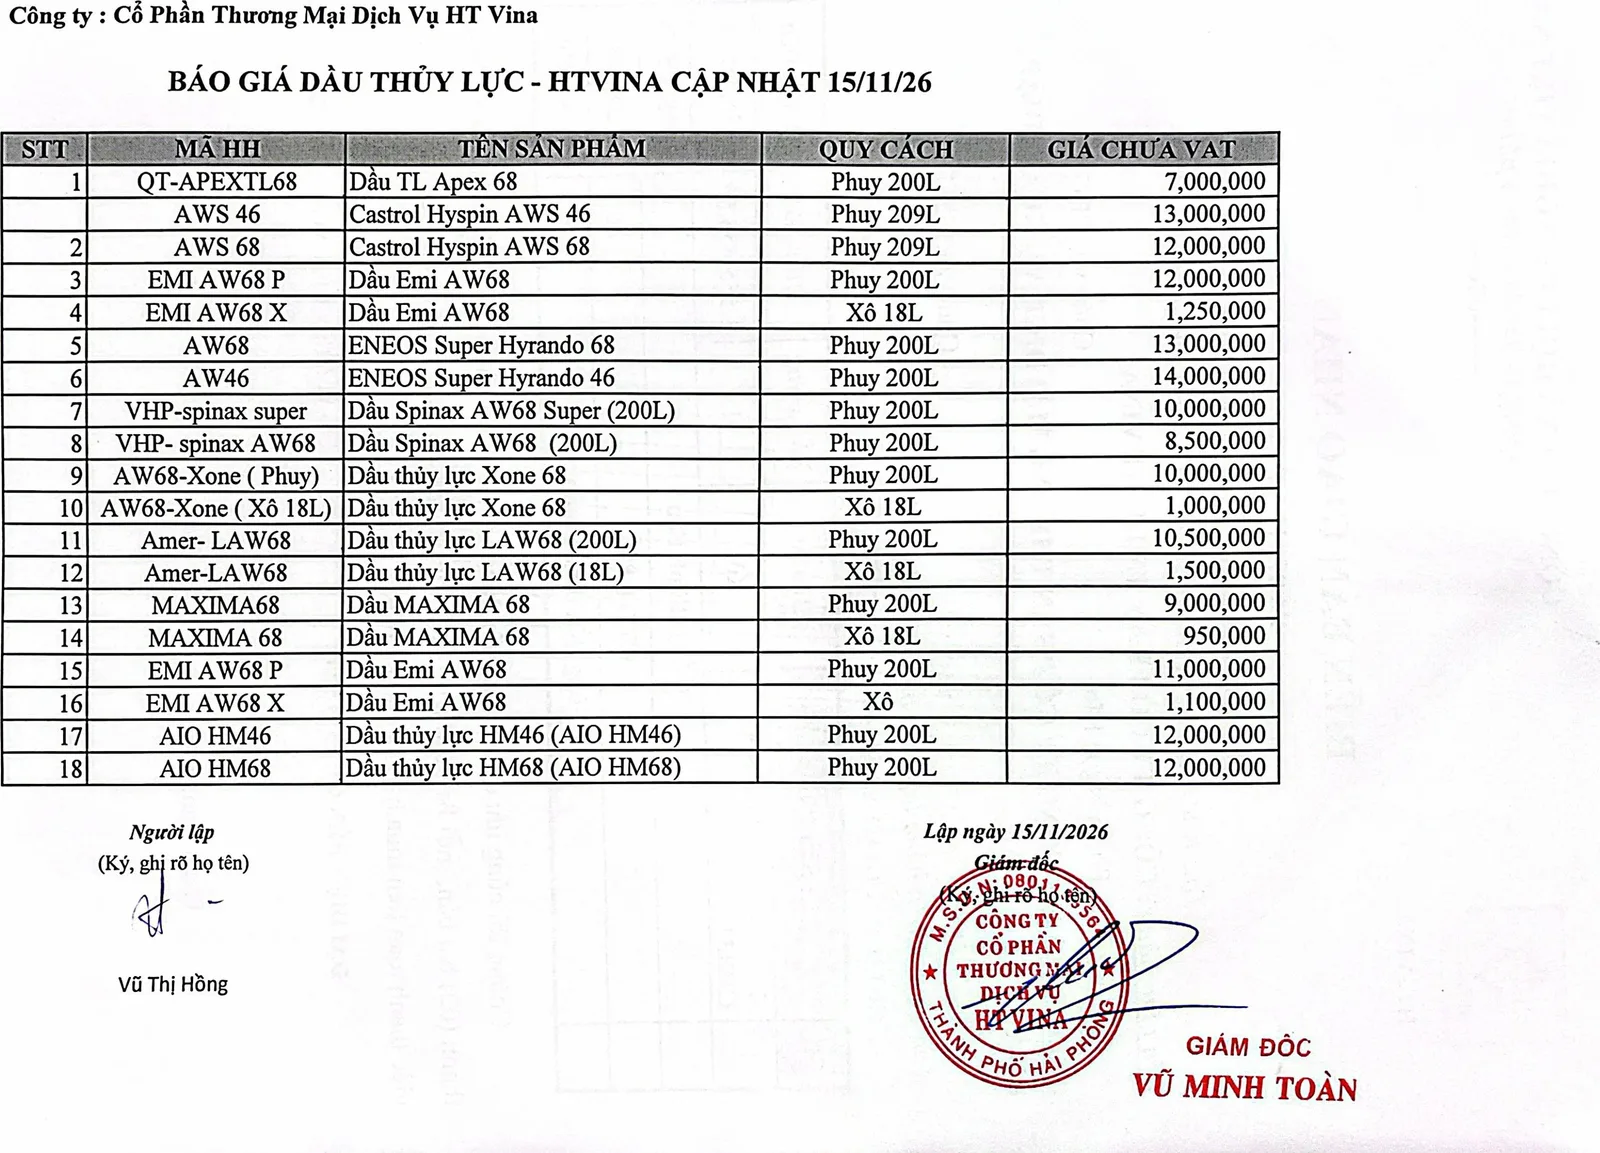 Công ty : Cổ Phần Thương Mại Dịch Vụ HT Vina
BÁO GIÁ DẦU THỦY LỰC - HTVINA CẬP NHẬT 15/11/26
STT MÃ HH TÊN SẢN PHẨM QUY CÁCH GIÁ CHƯA VAT
1 QT-APEXTL68 Dầu TL Apex 68 Phuy 200L 7,000,000
AWS 46 Castrol Hyspin AWS 46 Phuy 209L 13,000,000
2 AWS 68 Castrol Hyspin AWS 68 Phuy 209L 12,000,000
3 EMI AW68 P Dầu Emi AW68 Phuy 200L 12,000,000
4 EMI AW68 X Dầu Emi AW68 Xô 18L 1,250,000
5 AW68 ENEOS Super Hyrando 68 Phuy 200L 13,000,000
6 AW46 ENEOS Super Hyrando 46 Phuy 200L 14,000,000
7 VHP-spinax super Dầu Spinax AW68 Super (200L) Phuy 200L 10,000,000
8 VHP- spinax AW68 Dầu Spinax AW68 (200L) Phuy 200L 8,500,000
9 AW68-Xone ( Phuy) Dầu thủy lực Xone 68 Phuy 200L 10,000,000
10 AW68-Xone ( Xô 18L) Dầu thủy lực Xone 68 Xô 18L 1,000,000
11 Amer- LAW68 Dầu thủy lực LAW68 (200L) Phuy 200L 10,500,000
12 Amer-LAW68 Dầu thủy lực LAW68 (18L) Xô 18L 1,500,000
13 MAXIMA68 Dầu MAXIMA 68 Phuy 200L 9,000,000
14 MAXIMA 68 Dầu MAXIMA 68 Xô 18L 950,000
15 EMI AW68 P Dầu Emi AW68 Phuy 200L 11,000,000
16 EMI AW68 X Dầu Emi AW68 Xô 1,100,000
17 AIO HM46 Dầu thủy lực HM46 (AIO HM46) Phuy 200L 12,000,000
18 AIO HM68 Dầu thủy lực HM68 (AIO HM68) Phuy 200L 12,000,000
Người lập
(Ký, ghi rõ họ tên)
Vũ Thị Hồng
Lập ngày 15/11/2026
Giám đốc
(Ký, ghi rõ họ tên)
M.S.D.N:
CÔNG TY
CỔ PHẦN
THƯƠNG MẠI
DỊCH VỤ
HT VINA
THÀNH PHỐ HẢI PHÒNG
GIÁM ĐỐC
VŨ MINH TOÀN